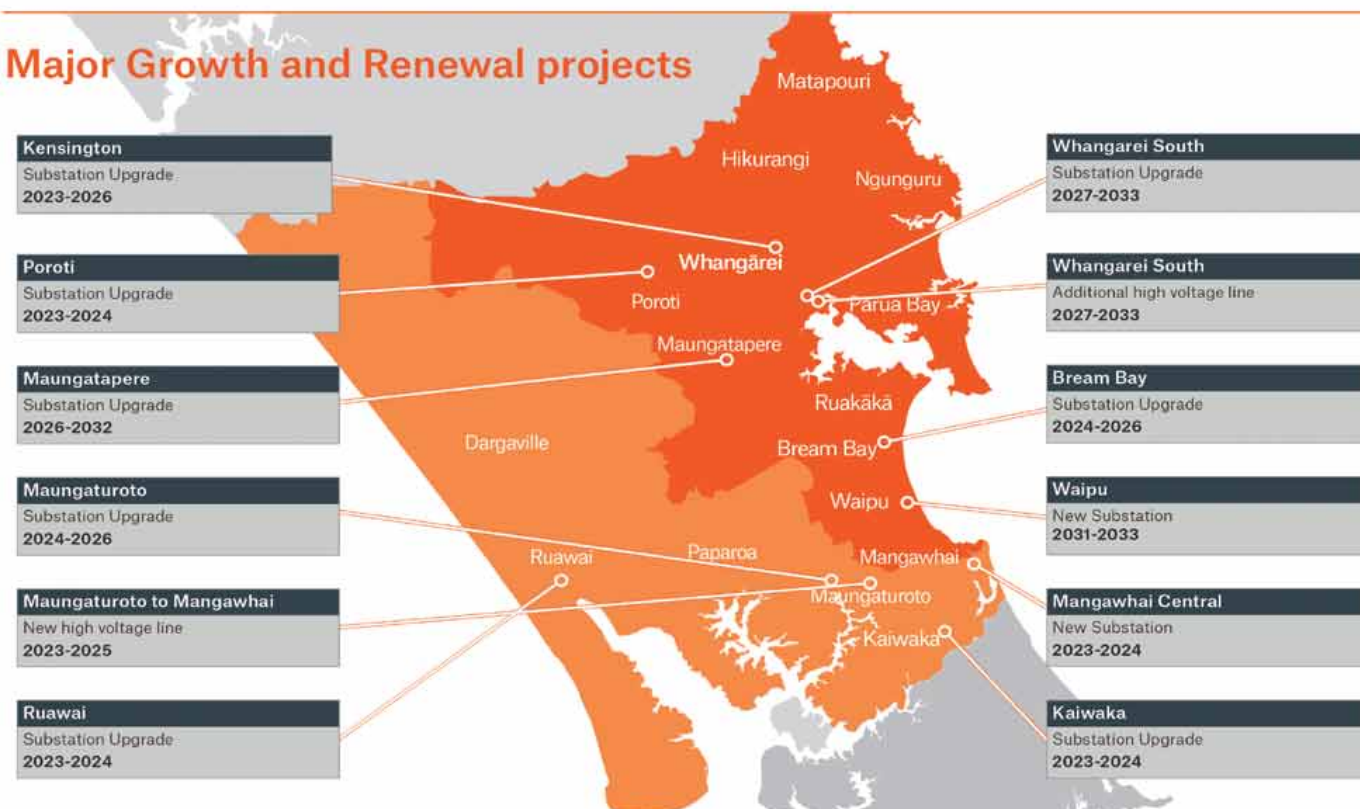 Major Growth and Renewal projects
Kensington
Substation Upgrade
2023-2026
Poroti
Substation Upgrade
2023-2024
Maungatapere
Substation Upgrade
2026-2032
Maungaturoto
Substation Upgrade
2024-2026
Maungaturoto to Mangawhai
New high voltage line
2023-2025
Ruawai
Substation Upgrade
2023-2024
Matapouri
Hikurangi
Ngunguru
Whangārei
Poroti
Parua Bay
Maungatapere
Ruakākā
Dargaville
Bream Bay
Waipu
Ruawai
Paparoa
Mangawhai
Maungaturoto
Kaiwaka
Whangarei South
Substation Upgrade
2027-2033
Whangarei South
Additional high voltage line
2027-2033
Bream Bay
Substation Upgrade
2024-2026
Waipu
New Substation
2031-2033
Mangawhai Central
New Substation
2023-2024
Kaiwaka
Substation Upgrade
2023-2024